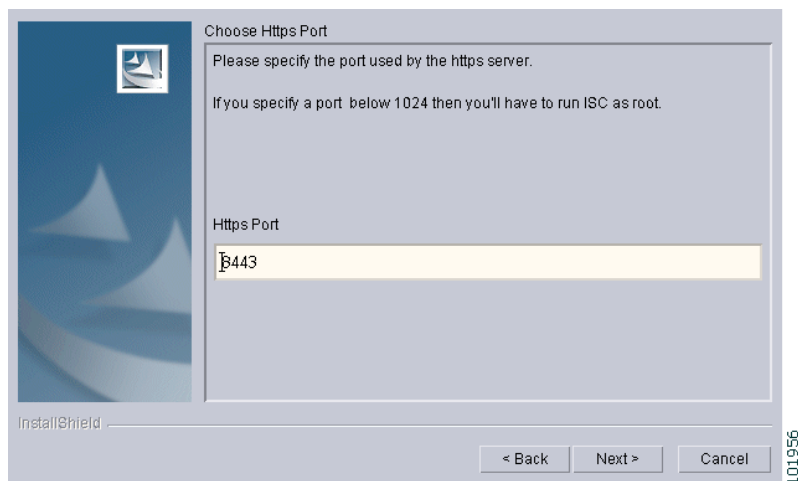 Choose Https Port
Please specify the port used by the https server.
If you specify a port below 1024 then you'll have to run ISC as root.
Https Port
8443
InstallShield
< Back
Next >
Cancel
101956